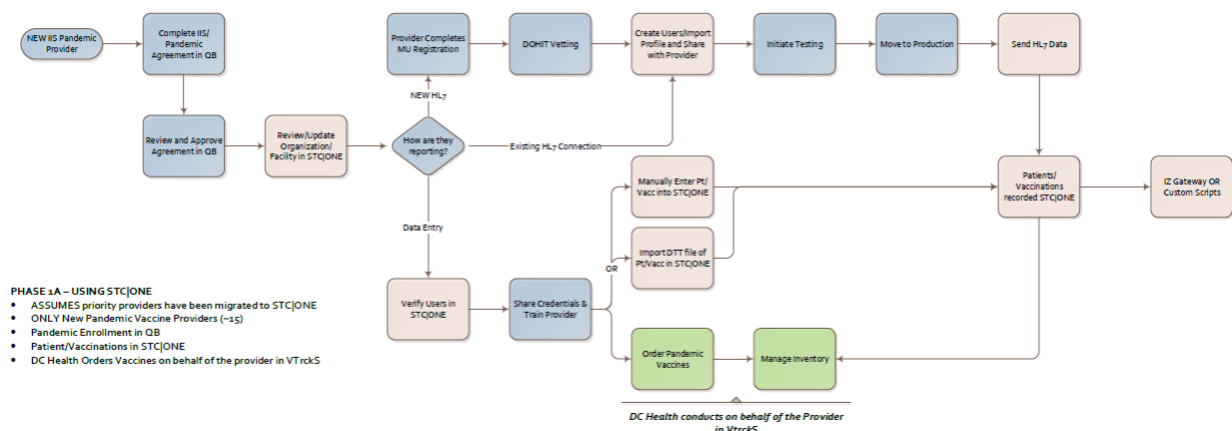 NEW IIS Pandemic
Provider
Complete IIS/
Pandemic
Agreement in QB
Provider Completes
MU Registration
DOHIT Vetting
Create Users/Import
Profile and Share
with Provider
Initiate Testing
Move to Production
Send HL7 Data
NEW HL7
Review and Approve
Agreement in QB
Review/Update
Organization/
Facility in STC|ONE
How are they
reporting?
Existing HL7 Connection
Manually Enter Pt/
Vacc into STC|ONE
Patients/
Vaccinations
recorded STC|ONE
IZ Gateway OR
Custom Scripts
Data Entry
OR
Import DTT file of
Pt/Vacc in STC|ONE
Verify Users in
STC|ONE
Share Credentials &
Train Provider
Order Pandemic
Vaccines
Manage Inventory
PHASE 1A – USING STC|ONE
• ASSUMES priority providers have been migrated to STC|ONE
• ONLY New Pandemic Vaccine Providers (~15)
• Pandemic Enrollment in QB
• Patient/Vaccinations in STC|ONE
• DC Health Orders Vaccines on behalf of the provider in VTrckS
DC Health conducts on behalf of the Provider
in VtrckS